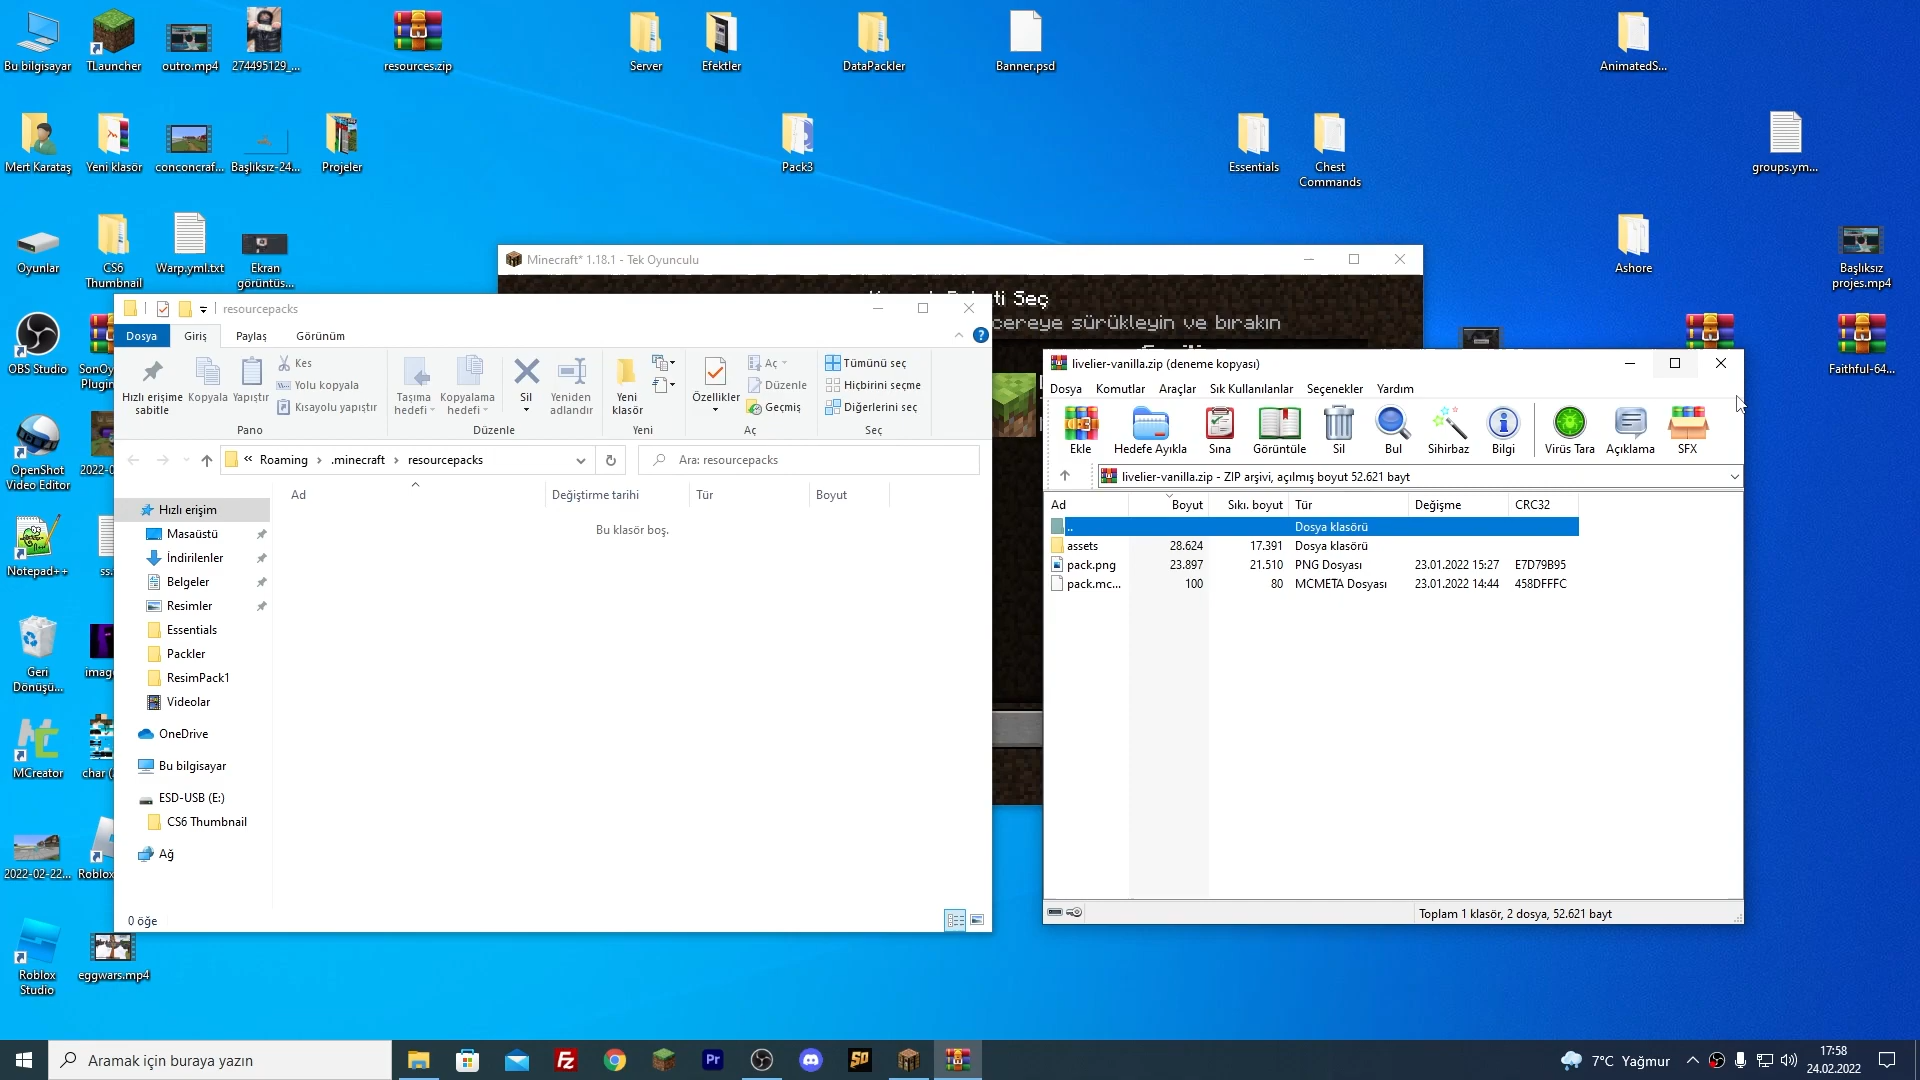 Bu bilgisayar
TLauncher
outro.mp4
274495129_...
resources.zip
Server
Efektler
DataPackler
Banner.psd
AnimatedS...
Mert Karataş
Yeni klasör
conconcraf...
Başlıksız-24...
Projeler
Pack3
Essentials
Chest
Commands
groups.ym...
Oyunlar
CS6
Thumbnail
Warp.yml.txt
Ekran
görüntüs...
Ashore
Başlıksız
projes.mp4
OBS Studio
SonOy
Plugin
Faithful-64...
OpenShot
Video Editor
2022-0
Notepad++
ss.
Geri
Dönüşü...
imag
MCreator
char (
2022-02-22...
Roblox
Roblox
Studio
eggwars.mp4
Minecraft* 1.18.1 - Tek Oyunculu
ti Seç
cereye sürükleyin ve bırakın
resourcepacks
Dosya
Giriş
Paylaş
Görünüm
Hızlı erişime
sabitle
Kopyala
Yapıştır
Kes
Yolu kopyala
Kısayolu yapıştır
Pano
Taşıma
hedefi
Kopyalama
hedefi
Sil
Yeniden
adlandır
Düzenle
Yeni
klasör
Yeni
Özellikler
Aç
Düzenle
Geçmiş
Aç
Tümünü seç
Hiçbirini seçme
Diğerlerini seç
Seç
« Roaming > .minecraft > resourcepacks
Ara: resourcepacks
Ad
Değiştirme tarihi
Tür
Boyut
Bu klasör boş.
Hızlı erişim
Masaüstü
İndirilenler
Belgeler
Resimler
Essentials
Packler
ResimPack1
Videolar
OneDrive
Bu bilgisayar
ESD-USB (E:)
CS6 Thumbnail
Ağ
0 öğe
livelier-vanilla.zip (deneme kopyası)
Dosya Komutlar Araçlar Sık Kullanılanlar Seçenekler Yardım
Ekle
Hedefe Ayıkla
Sına
Görüntüle
Sil
Bul
Sihirbaz
Bilgi
Virüs Tara
Açıklama
SFX
livelier-vanilla.zip - ZIP arşivi, açılmış boyut 52.621 bayt
Ad Boyut Sıkı. boyut Tür Değişme CRC32
.. Dosya klasörü
assets 28.624 17.391 Dosya klasörü
pack.png 23.897 21.510 PNG Dosyası 23.01.2022 15:27 E7D79B95
pack.mc... 100 80 MCMETA Dosyası 23.01.2022 14:44 458DFFFC
Toplam 1 klasör, 2 dosya, 52.621 bayt
Aramak için buraya yazın
7°C Yağmur
17:58
24.02.2022